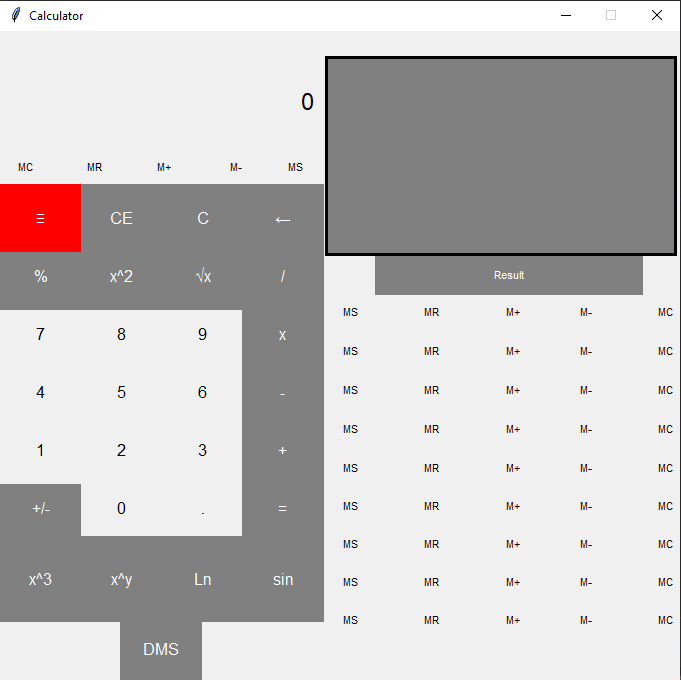 Calculator
0
MC MR M+ M- MS
Ξ CE C ←
% x^2 √x /
7 8 9 x
4 5 6 -
1 2 3 +
+/- 0 . =
x^3 x^y Ln sin
DMS
Result
MS MR M+ M- MC
MS MR M+ M- MC
MS MR M+ M- MC
MS MR M+ M- MC
MS MR M+ M- MC
MS MR M+ M- MC
MS MR M+ M- MC
MS MR M+ M- MC
MS MR M+ M- MC